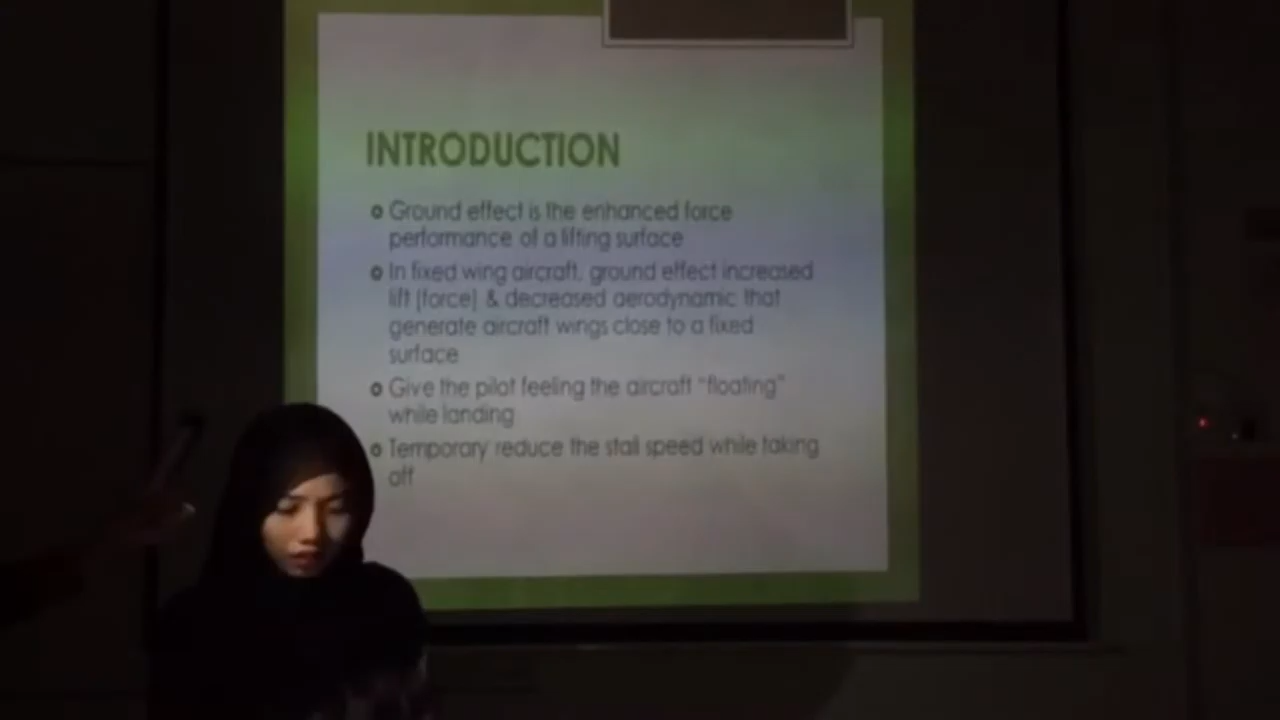 INTRODUCTION
Ground effect is the enhanced force
performance of a lifting surface
In fixed wing aircraft, ground effect increased
lift (force) & decreased aerodynamic that
generate aircraft wings close to a fixed
surface
Give the pilot feeling the aircraft "floating"
while landing
Temporary reduce the stall speed while taking
off